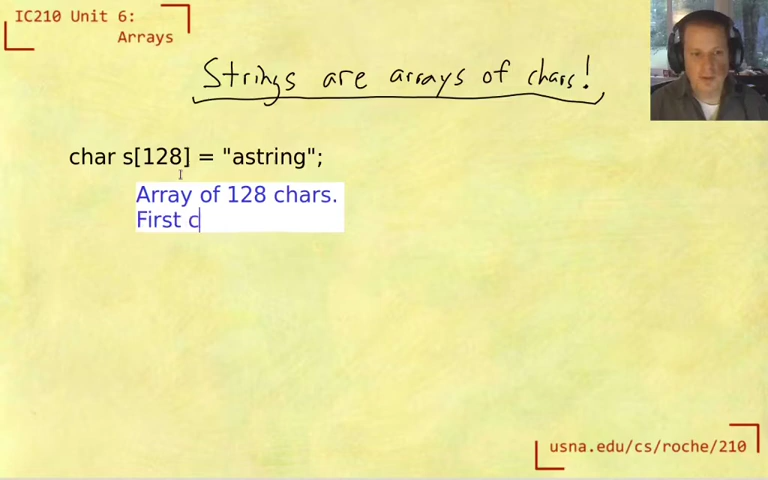 IC210 Unit 6:
Arrays
Strings are arrays of chars!
char s[128] = "astring";
Array of 128 chars.
First c
usna.edu/cs/roche/210